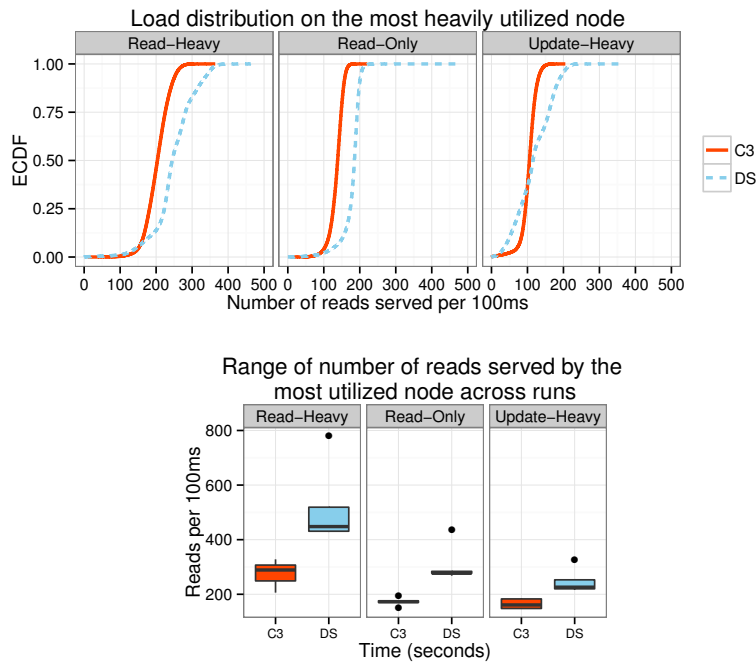 Load distribution on the most heavily utilized node
Read−Heavy Read−Only Update−Heavy
ECDF
1.00
0.75
0.50
0.25
0.00
0 100 200 300 400 500 0 100 200 300 400 500 0 100 200 300 400 500
Number of reads served per 100ms
C3
DS
Range of number of reads served by the
most utilized node across runs
Read−Heavy Read−Only Update−Heavy
Reads per 100ms
800
600
400
200
C3 DS C3 DS C3 DS
Time (seconds)